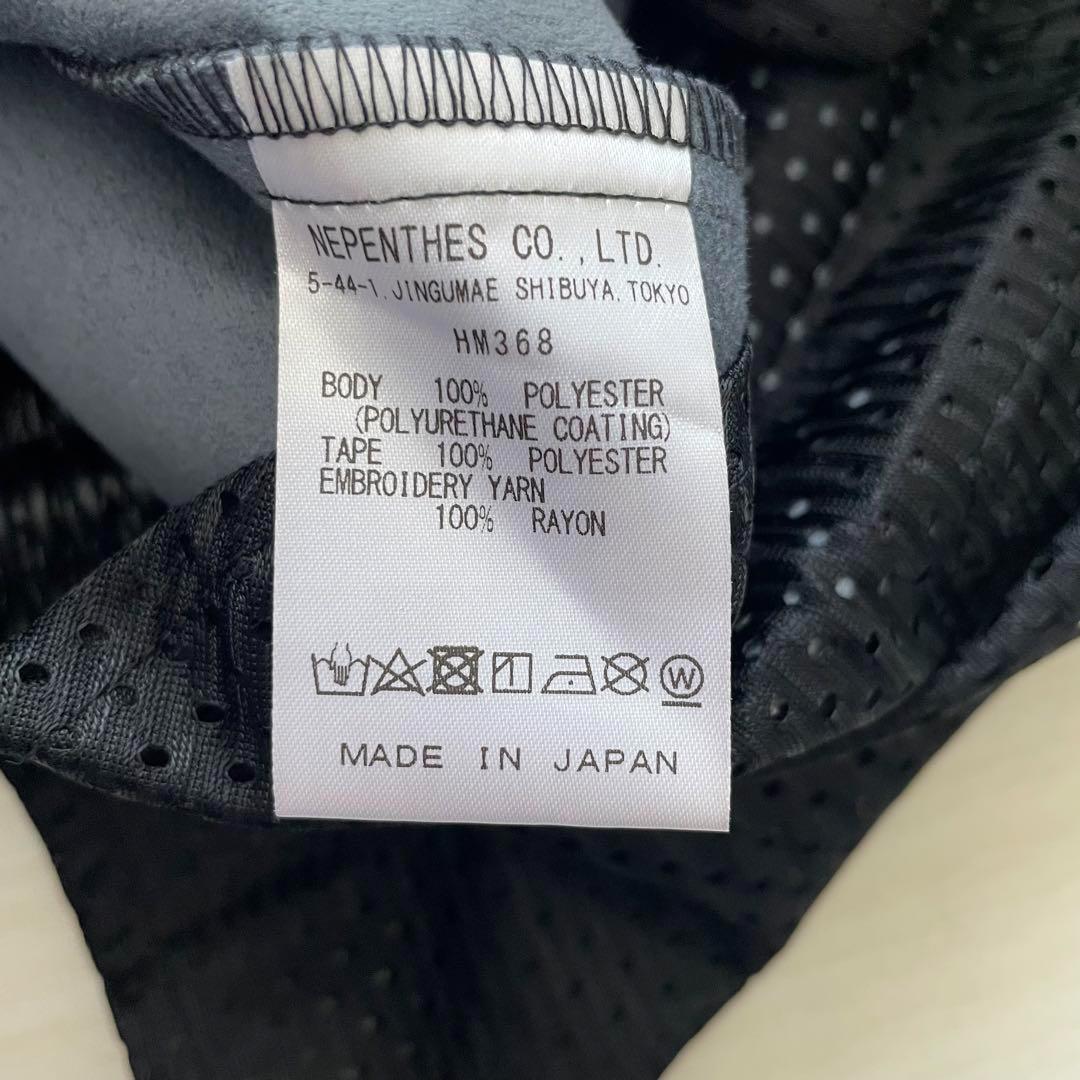 NEPENTHES CO.,LTD.
5-44-1.JINGUMAE SHIBUYA.TOKYO
HM368
BODY 100% POLYESTER
(POLYURETHANE COATING)
TAPE 100% POLYESTER
EMBROIDERY YARN
100% RAYON
W
MADE IN JAPAN